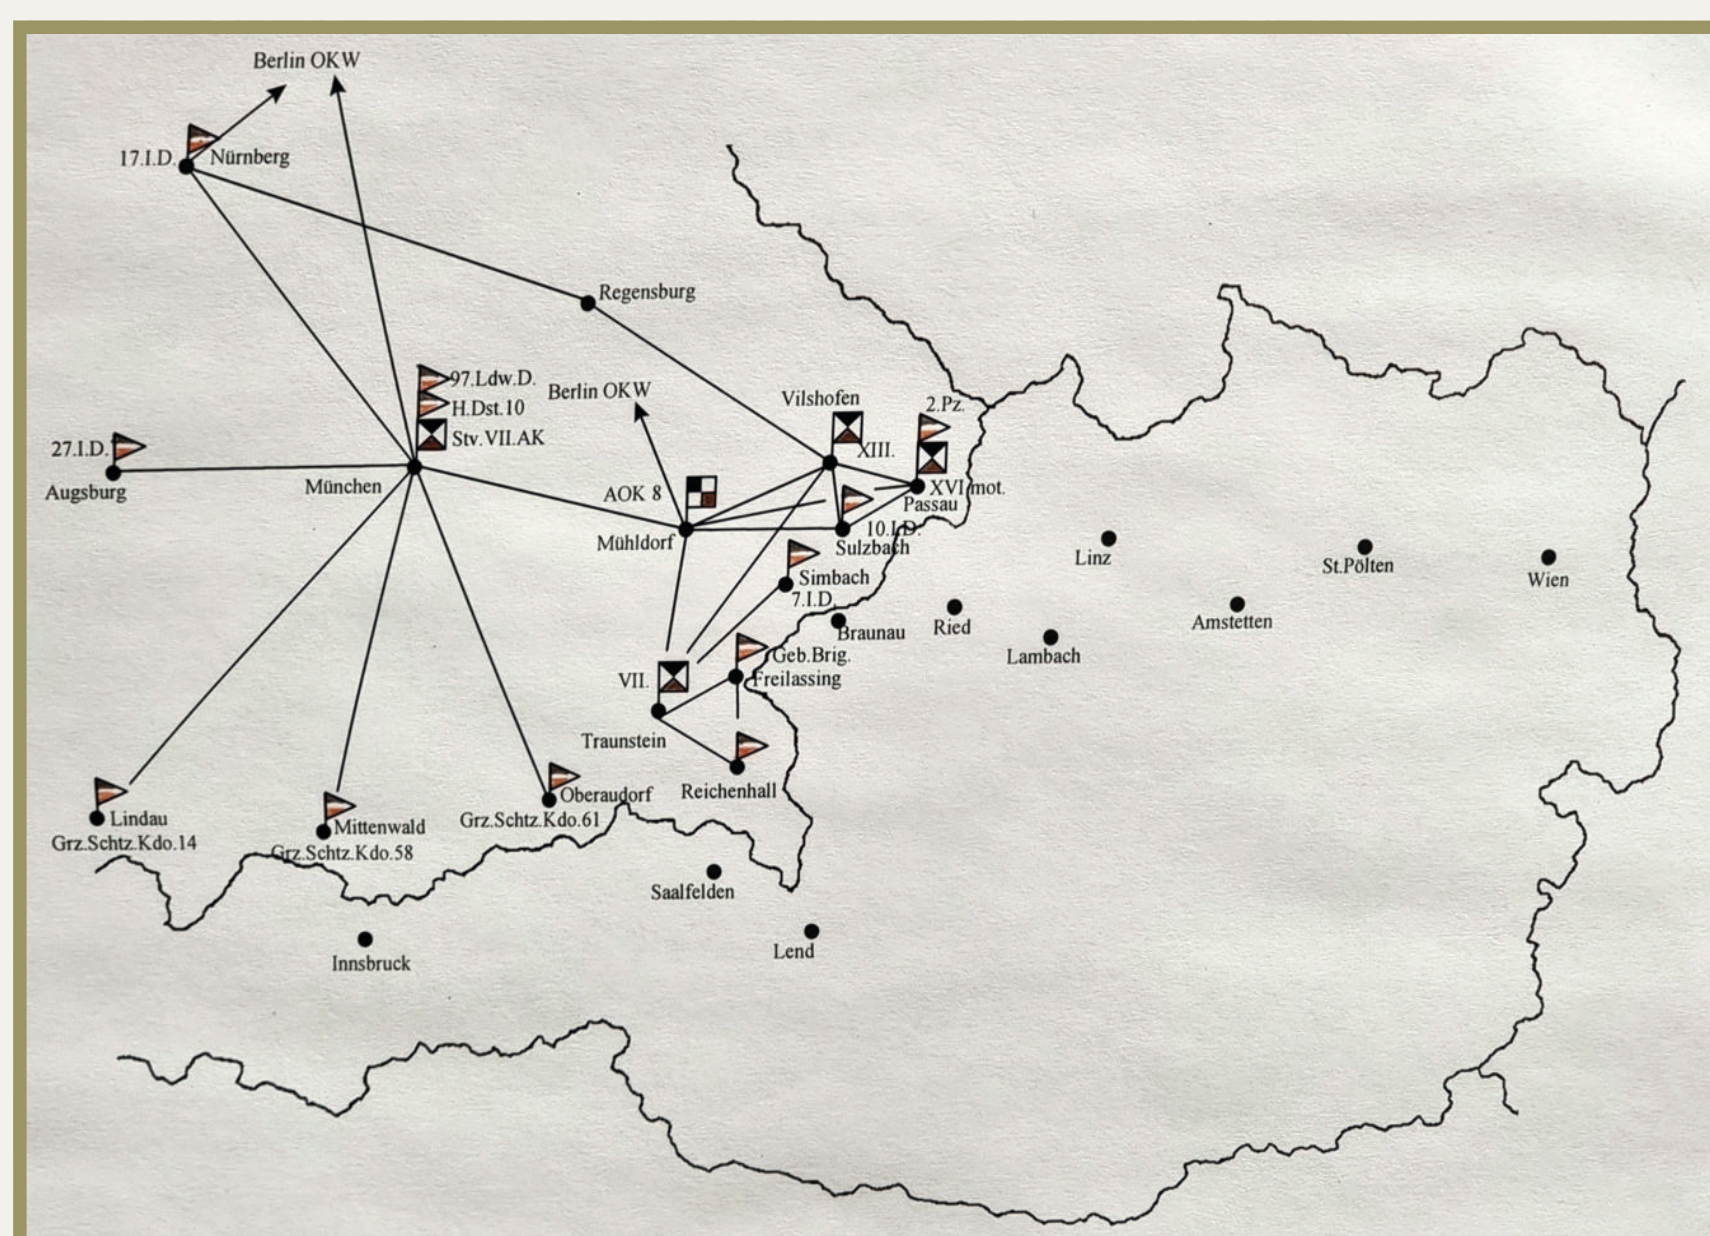 Berlin OKW
17.I.D.
Nürnberg
Regensburg
97.Ldw.D.
H.Dst.10
Stv.VII.AK
27.I.D.
Augsburg
München
Berlin OKW
AOK 8
Mühldorf
Vilshofen
XIII.
2.Pz.
XVI mot.
Passau
10.I.D.
Sulzbach
Simbach
7.I.D.
Braunau
Ried
Linz
Lambach
Amstetten
St.Pölten
Wien
Geb.Brig.
Freilassing
VII.
Traunstein
Reichenhall
Lindau
Grz.Schtz.Kdo.14
Mittenwald
Grz.Schtz.Kdo.58
Oberaudorf
Grz.Schtz.Kdo.61
Saalfelden
Lend
Innsbruck